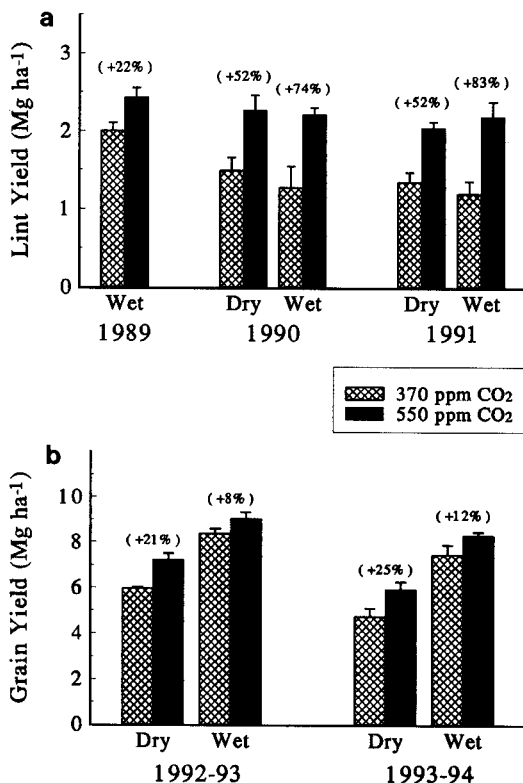 a
Lint Yield (Mg ha⁻¹)
3
2
1
0
(+22%)
(+52%)
(+74%)
(+52%)
(+83%)
Wet
Dry
Wet
Dry
Wet
1989
1990
1991
370 ppm CO₂
550 ppm CO₂
b
Grain Yield (Mg ha⁻¹)
10
8
6
4
2
0
(+21%)
(+8%)
(+25%)
(+12%)
Dry
Wet
Dry
Wet
1992-93
1993-94